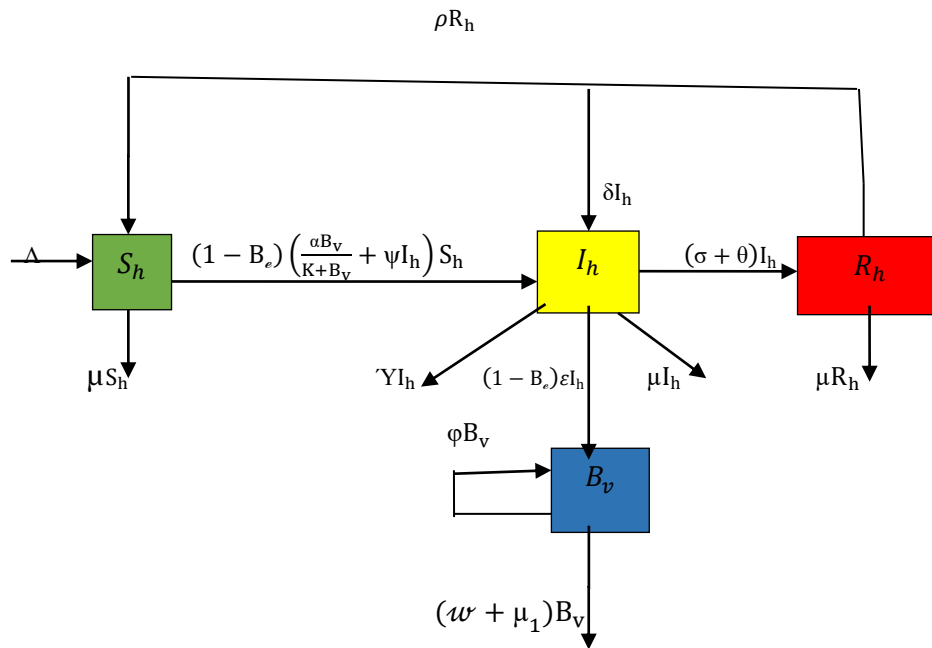 ρR_h
δI_h
Λ
S_h
(1 − B_e) (αB_v / K+B_v + ψI_h) S_h
I_h
(σ + θ)I_h
R_h
μS_h
ΎI_h
(1 − B_e)εI_h
μI_h
μR_h
φB_v
B_v
(w + μ_1)B_v